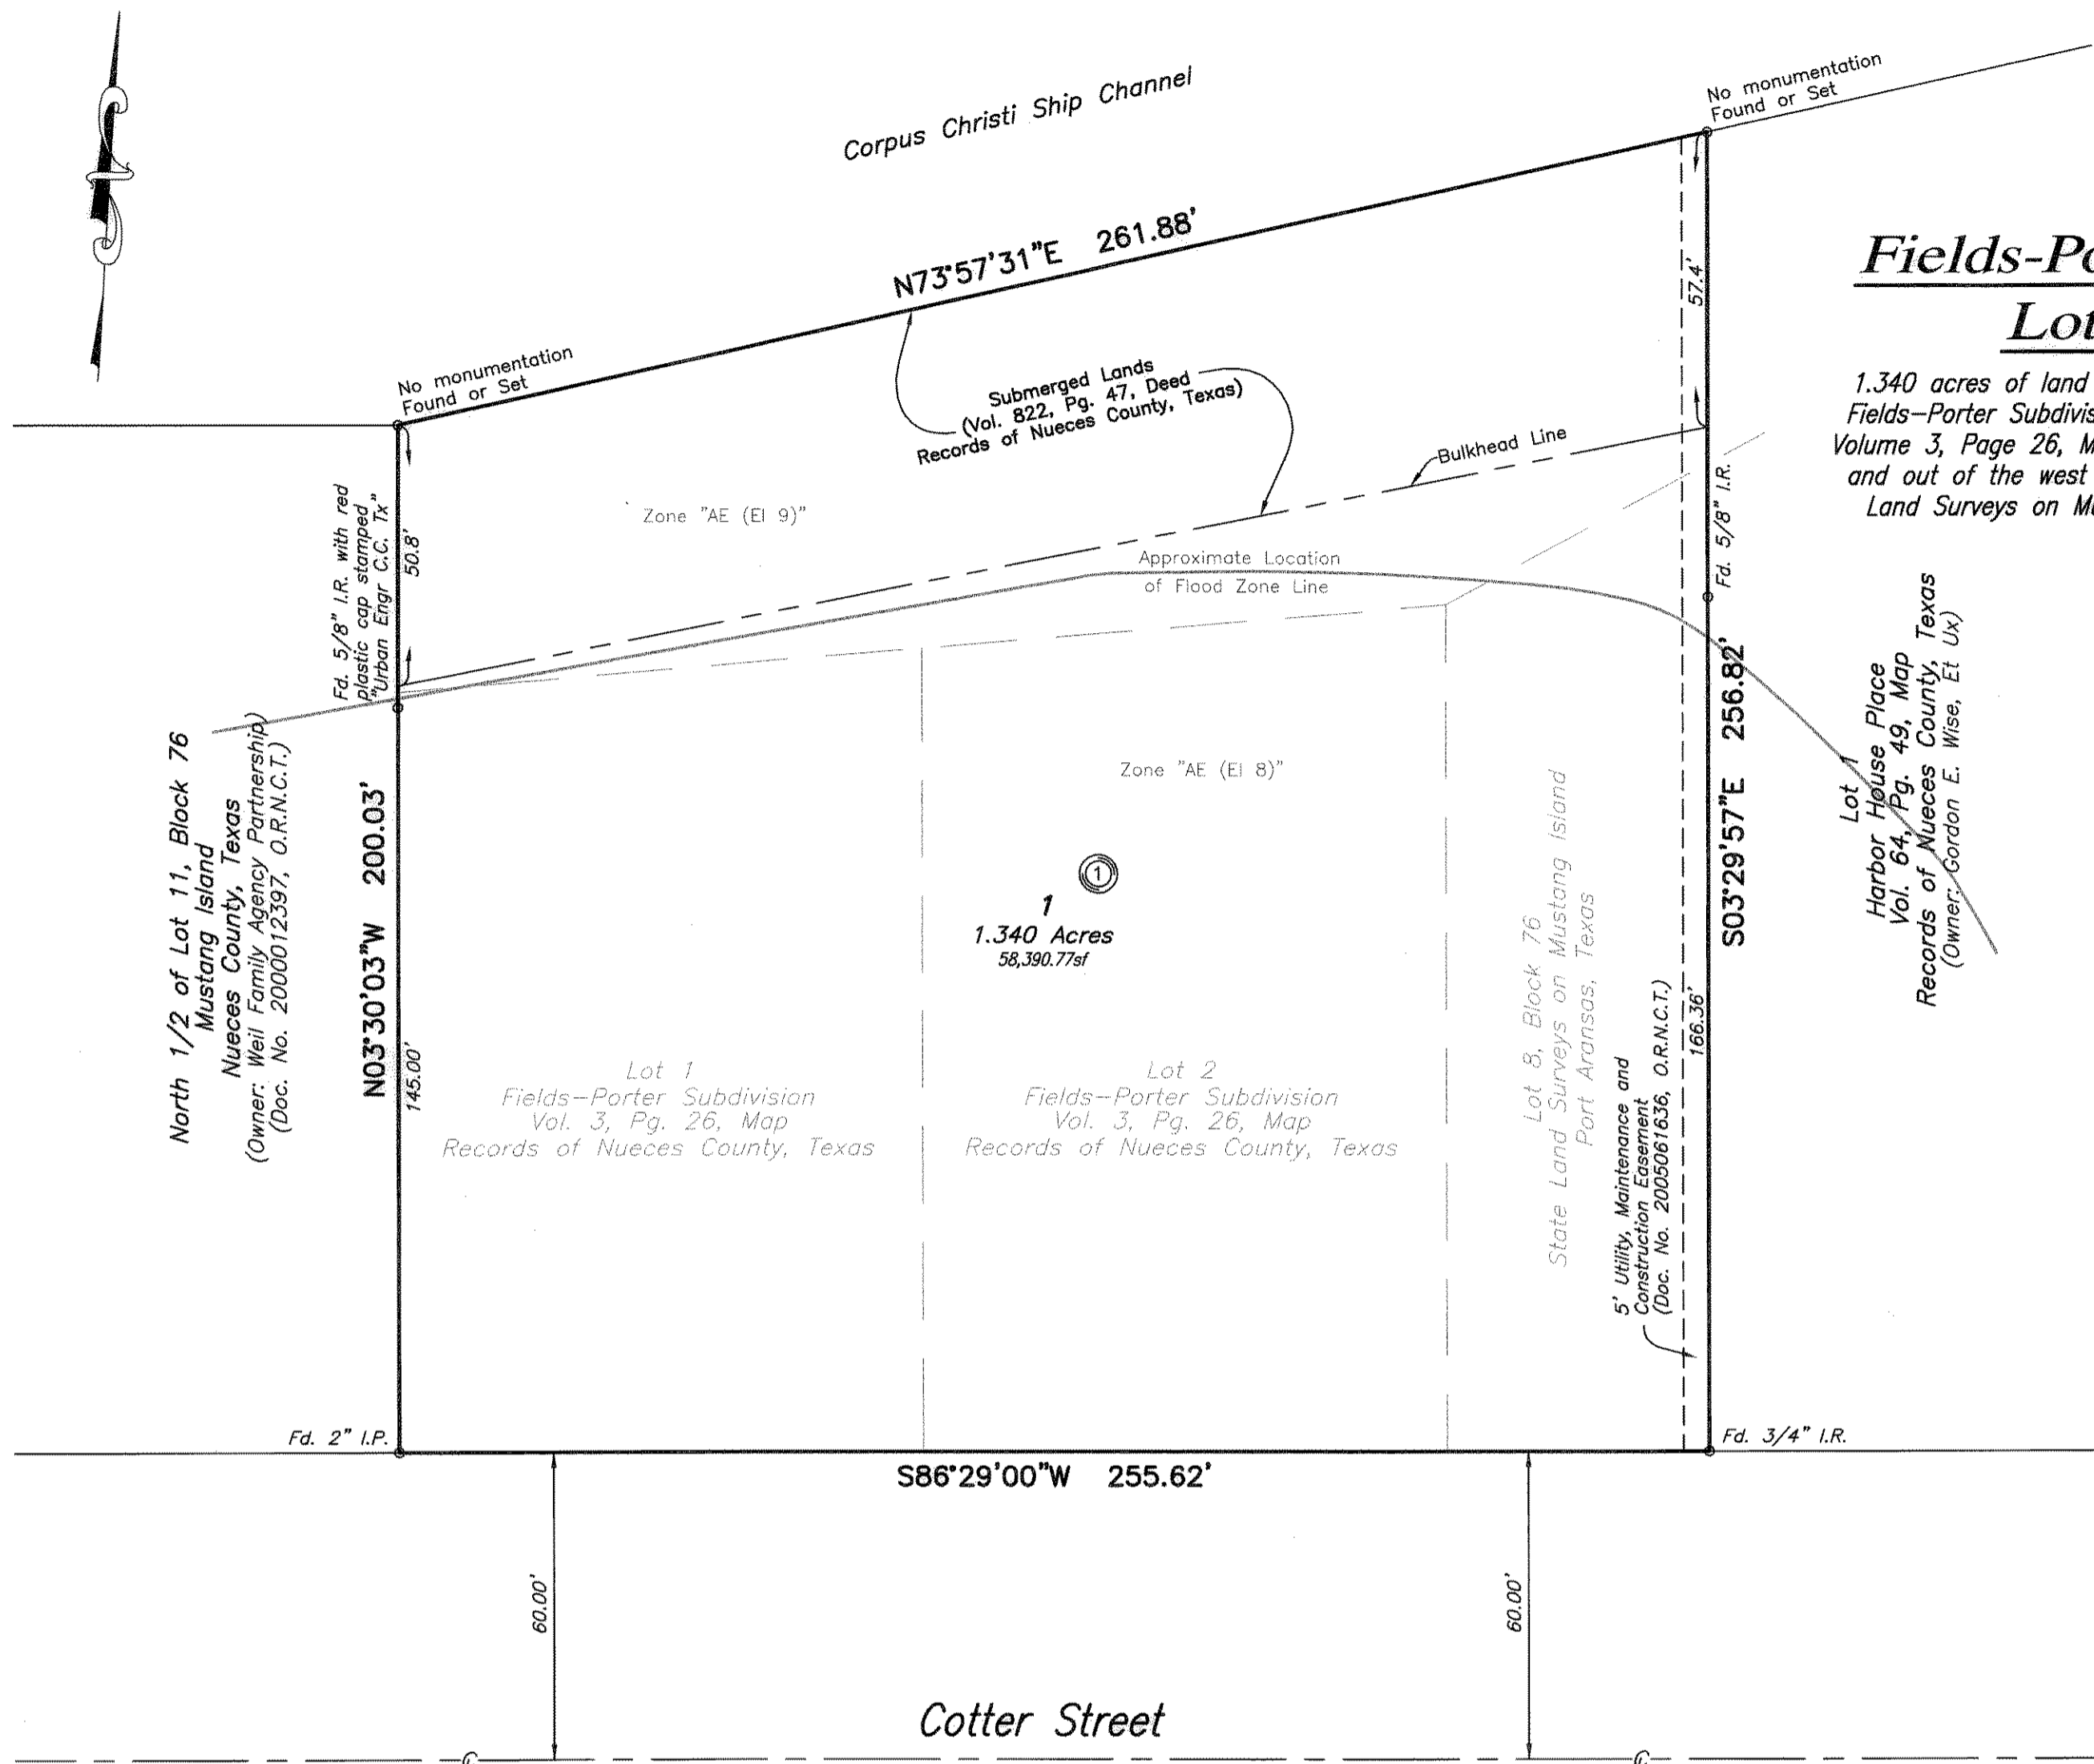 Corpus Christi Ship Channel
No monumentation
Found or Set
N73°57'31"E 261.88'
No monumentation
Found or Set
57.4'
Submerged Lands
(Vol. 822, Pg. 47, Deed
Records of Nueces County, Texas)
Bulkhead Line
Fields-Po
Lot
1.340 acres of land
Fields-Porter Subdivis
Volume 3, Page 26, M
and out of the west
Land Surveys on Mu
Fd. 5/8" I.R. with red
plastic cap stamped
"Urban Engr C.C. Tx"
50.8'
Zone "AE (El 9)"
Approximate Location
of Flood Zone Line
Fd. 5/8" I.R.
North 1/2 of Lot 11, Block 76
Mustang Island
Nueces County, Texas
(Owner: Weil Family Agency Partnership)
(Doc. No. 2000012397, O.R.N.C.T.)
N03°30'03"W 200.03'
145.00'
Zone "AE (El 8)"
1
1
1.340 Acres
58,390.77sf
Lot 1
Fields-Porter Subdivision
Vol. 3, Pg. 26, Map
Records of Nueces County, Texas
Lot 2
Fields-Porter Subdivision
Vol. 3, Pg. 26, Map
Records of Nueces County, Texas
Lot 8, Block 76
State Land Surveys on Mustang Island
Port Aransas, Texas
5' Utility, Maintenance and
Construction Easement
(Doc. No. 2005061636, O.R.N.C.T.)
166.36'
S03°29'57"E 256.82'
Lot 1
Harbor House Place
Vol. 64, Pg. 49, Map
Records of Nueces County, Texas
(Owner: Gordon E. Wise, Et Ux)
Fd. 2" I.P.
Fd. 3/4" I.R.
S86°29'00"W 255.62'
60.00'
60.00'
Cotter Street